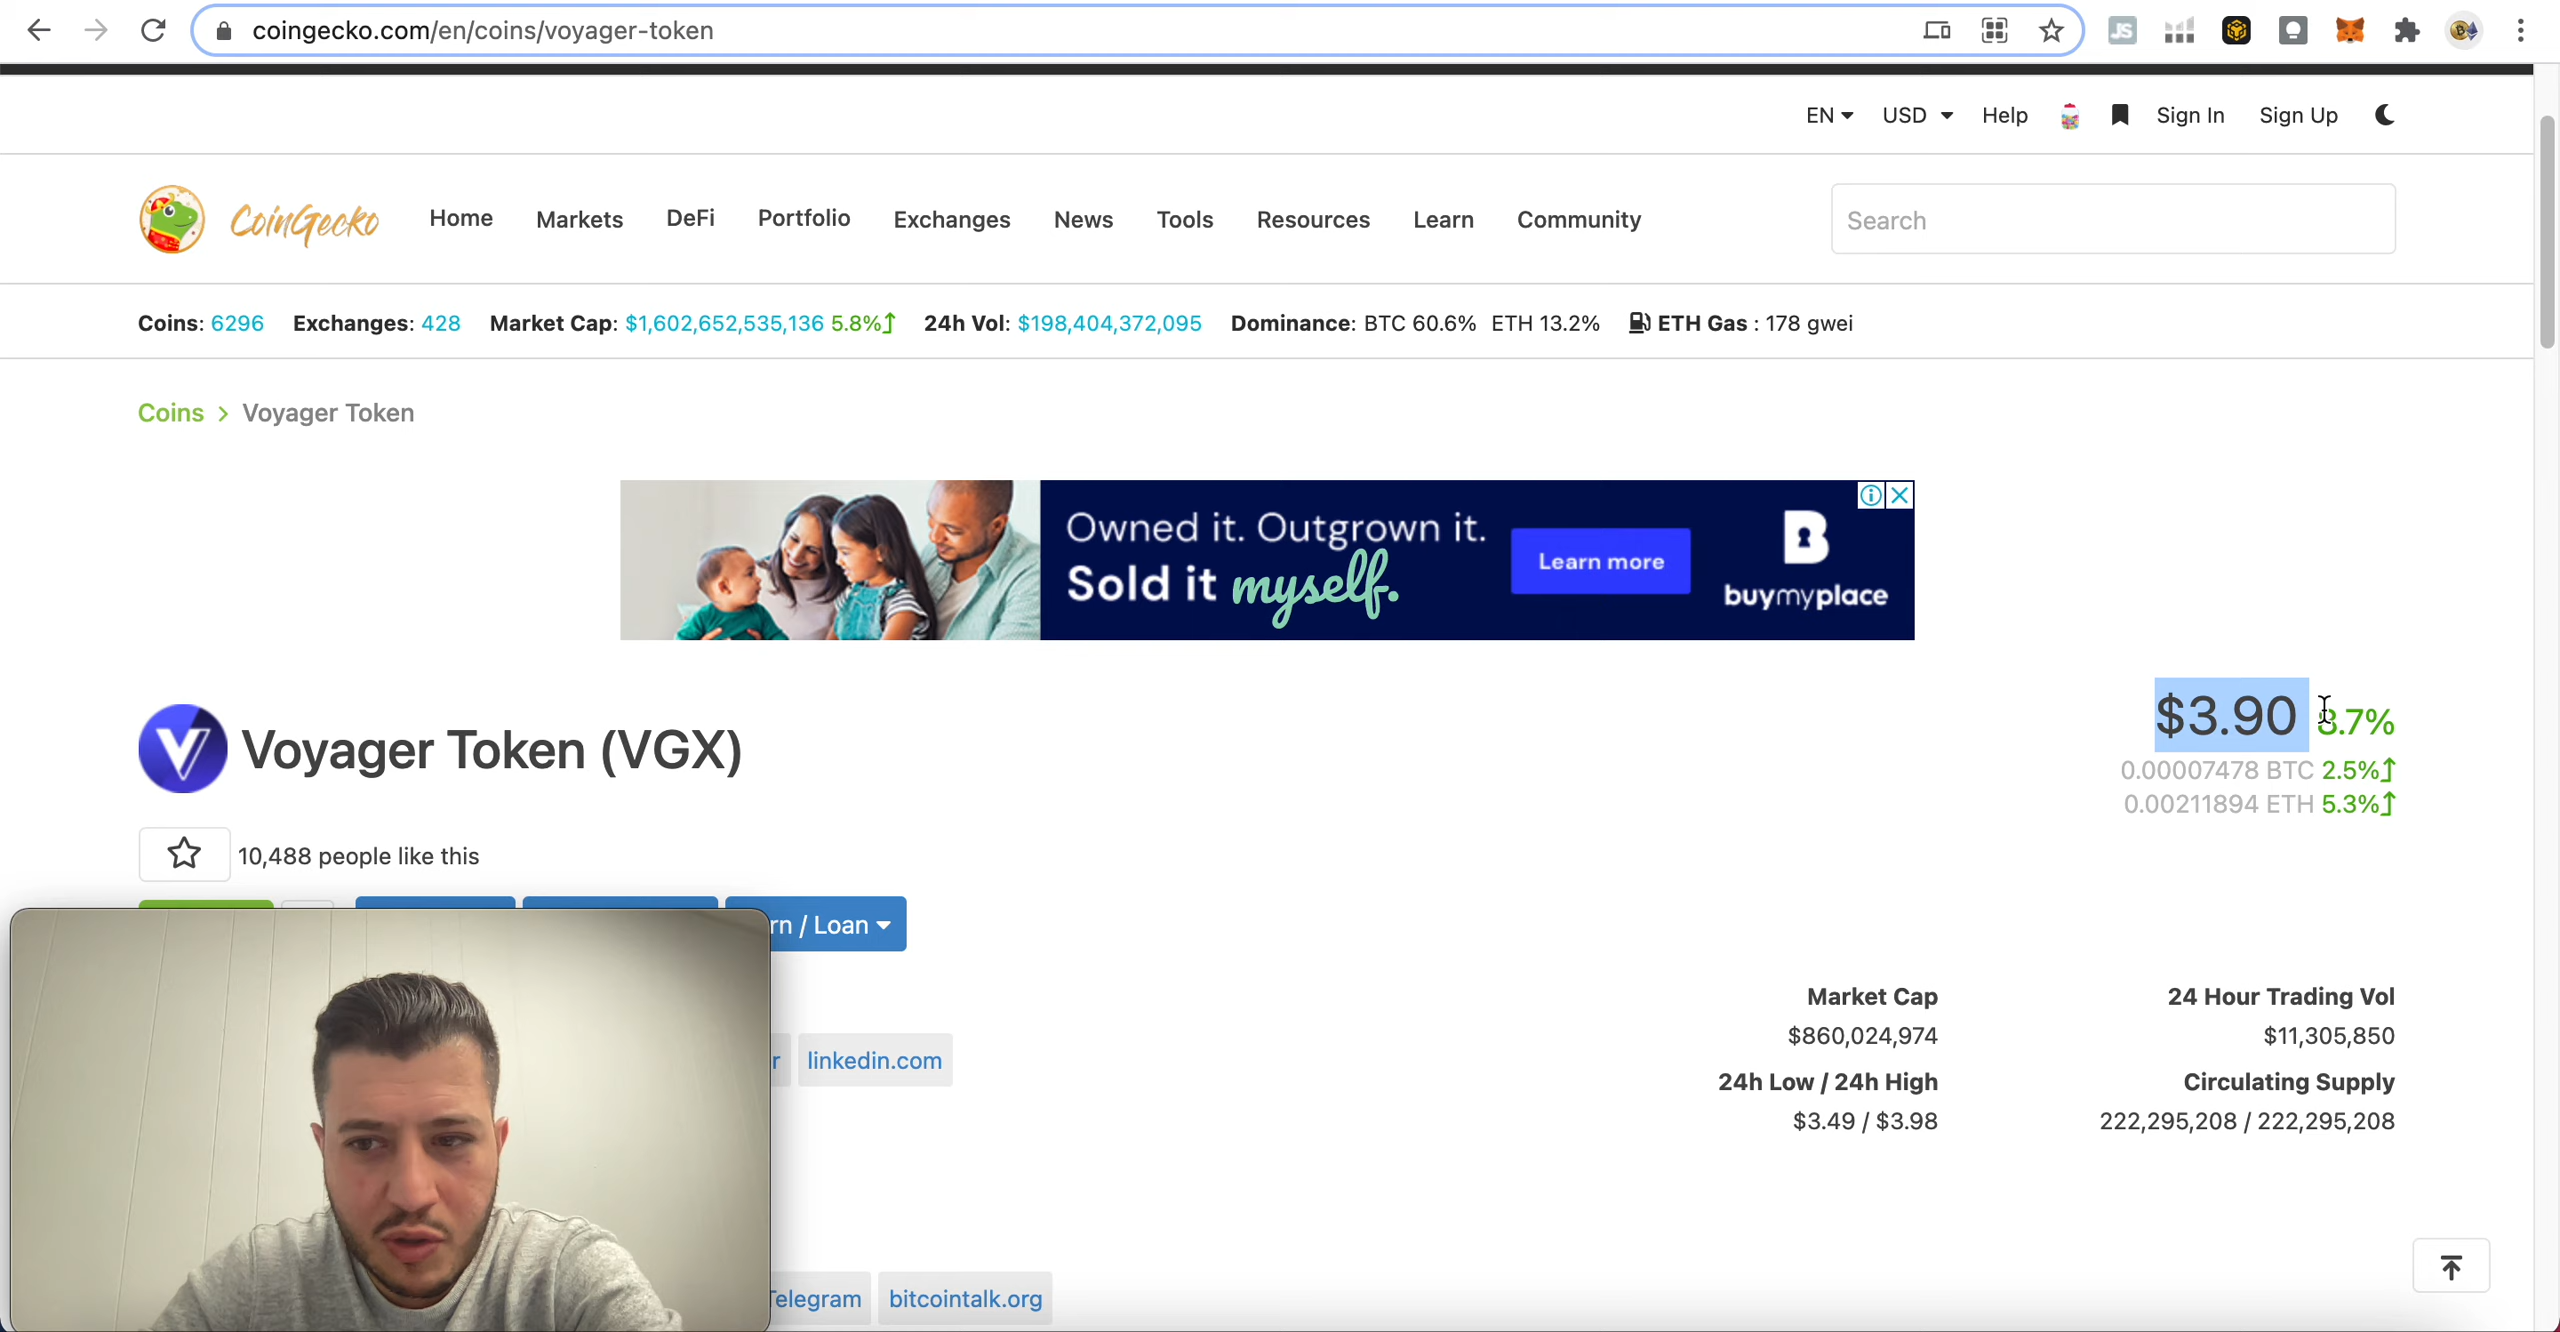 coingecko.com/en/coins/voyager-token
JS
EN USD Help Sign In Sign Up
CoinGecko Home Markets DeFi Portfolio Exchanges News Tools Resources Learn Community Search
Coins: 6296 Exchanges: 428 Market Cap: $1,602,652,535,136 5.8% 24h Vol: $198,404,372,095 Dominance: BTC 60.6% ETH 13.2% ETH Gas : 178 gwei
Coins > Voyager Token
Owned it. Outgrown it.
Sold it myself.
Learn more
buymyplace
Voyager Token (VGX)
$3.90 8.7%
0.00007478 BTC 2.5%
0.00211894 ETH 5.3%
10,488 people like this
/ Loan
Market Cap
$860,024,974
24 Hour Trading Vol
$11,305,850
linkedin.com
24h Low / 24h High
$3.49 / $3.98
Circulating Supply
222,295,208 / 222,295,208
Telegram bitcointalk.org